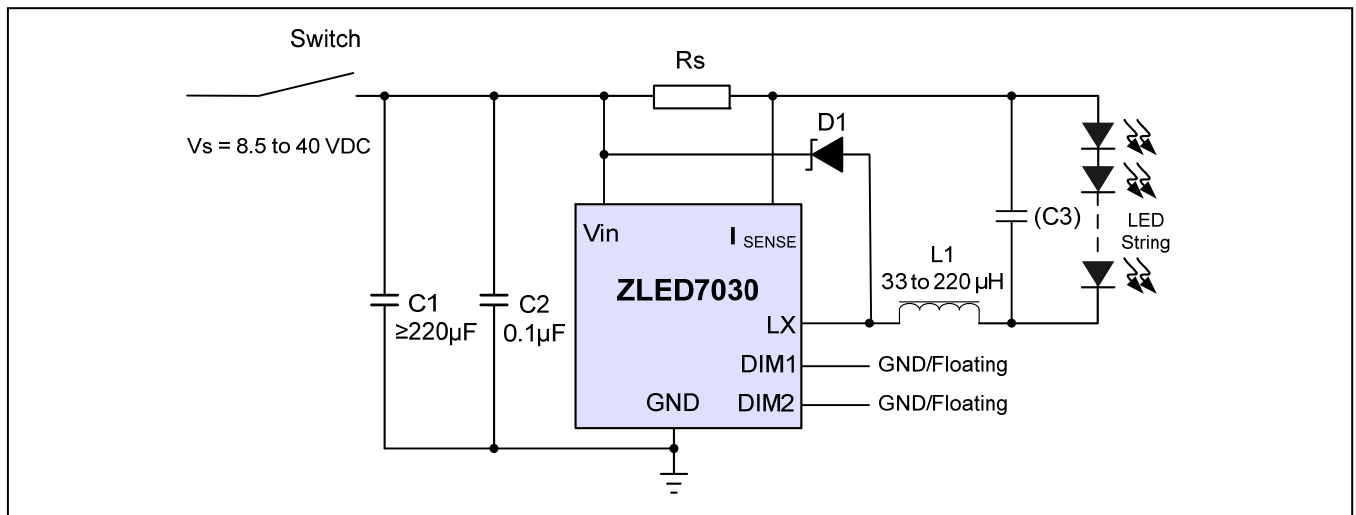 Switch
Rs
Vs = 8.5 to 40 VDC
D1
Vin
I SENSE
(C3)
LED
String
L1
33 to 220 µH
ZLED7030
C1
≥220µF
C2
0.1µF
LX
DIM1
GND/Floating
GND
DIM2
GND/Floating